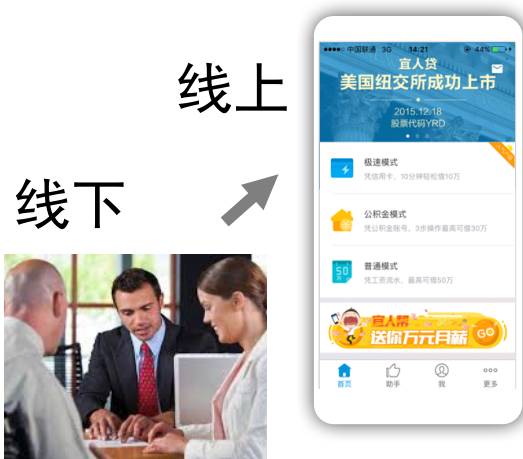 线上
线下
中国联通 3G 14:21 44%
宜人贷
美国纽交所成功上市
2015.12.18
股票代码YRD
极速模式
凭信用卡，10分钟轻松借10万
公积金模式
凭公积金账号，3步操作最高可借30万
50
万
普通模式
凭工资流水，最高可借50万
宜人帮
送你万元月薪
GO
首页
助手
我
更多